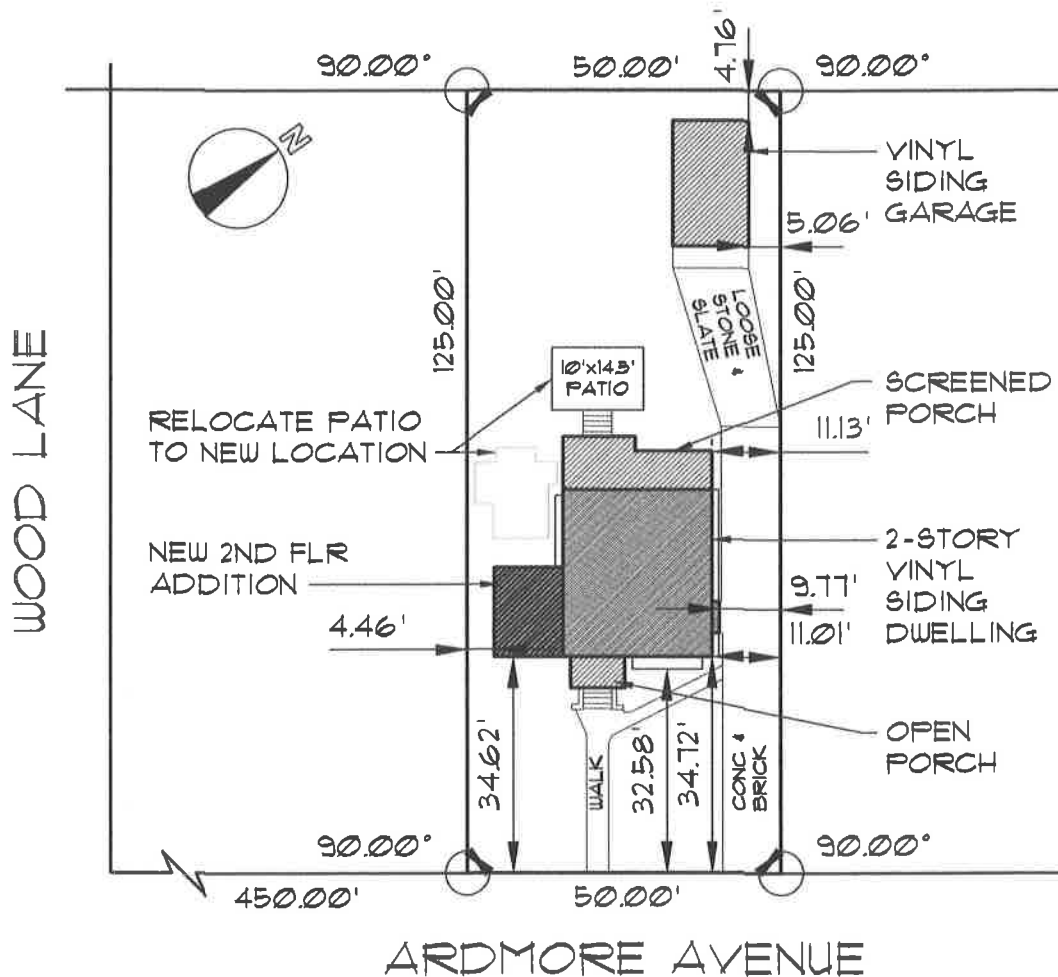 90.00°
50.00'
4.76'
90.00°
N
VINYL
SIDING
GARAGE
5.06'
125.00'
LOOSE
STONE &
SLATE
125.00'
WOOD LANE
10'x14.5'
PATIO
SCREENED
PORCH
RELOCATE PATIO
TO NEW LOCATION
11.13'
NEW 2ND FLR
ADDITION
2-STORY
VINYL
SIDING
DWELLING
9.77'
4.46'
11.01'
OPEN
PORCH
34.62'
WALK
32.58'
34.72'
CONC &
BRICK
90.00°
90.00°
450.00'
50.00'
ARDMORE AVENUE